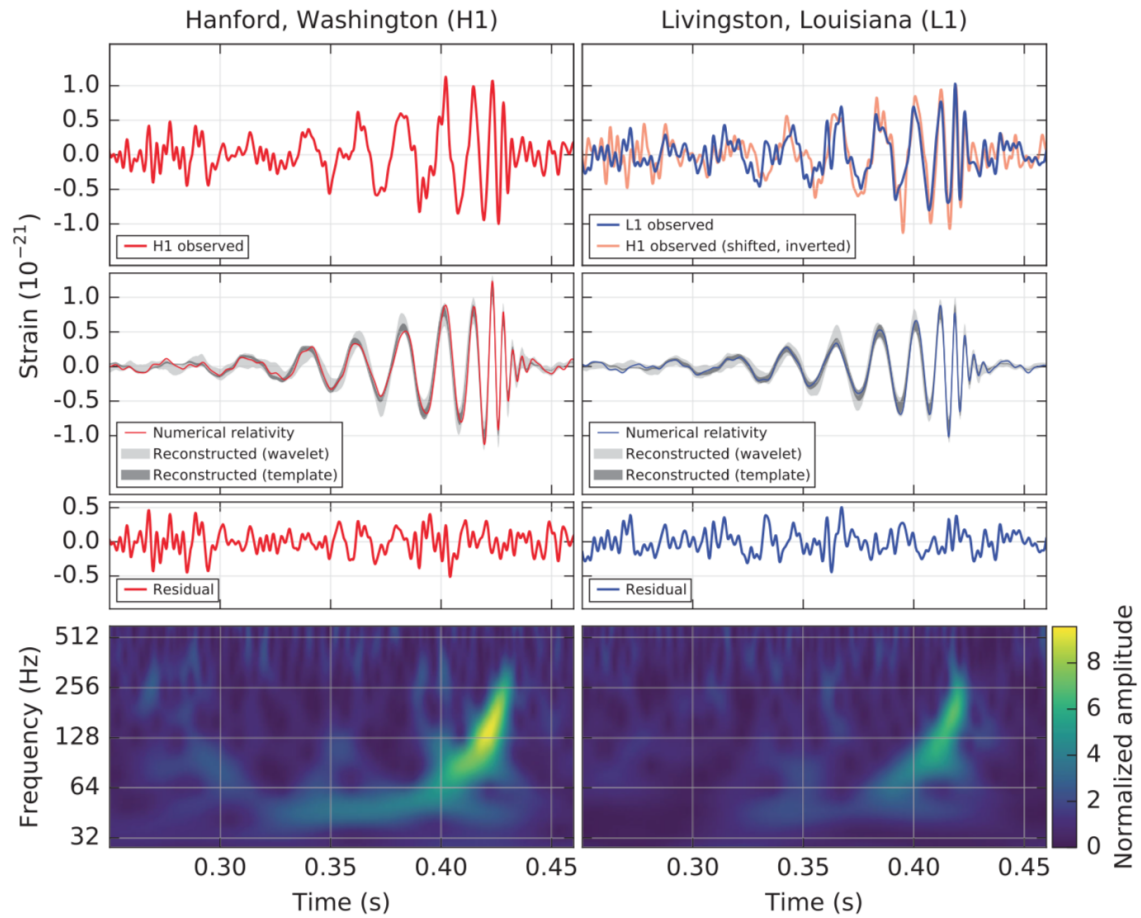 Hanford, Washington (H1)
Livingston, Louisiana (L1)
Strain (10⁻²¹)
1.0
0.5
0.0
-0.5
-1.0
H1 observed
L1 observed
H1 observed (shifted, inverted)
1.0
0.5
0.0
-0.5
-1.0
Numerical relativity
Reconstructed (wavelet)
Reconstructed (template)
Numerical relativity
Reconstructed (wavelet)
Reconstructed (template)
0.5
0.0
-0.5
Residual
Residual
Frequency (Hz)
512
256
128
64
32
0.30 0.35 0.40 0.45
Time (s)
0.30 0.35 0.40 0.45
Time (s)
8
6
4
2
0
Normalized amplitude